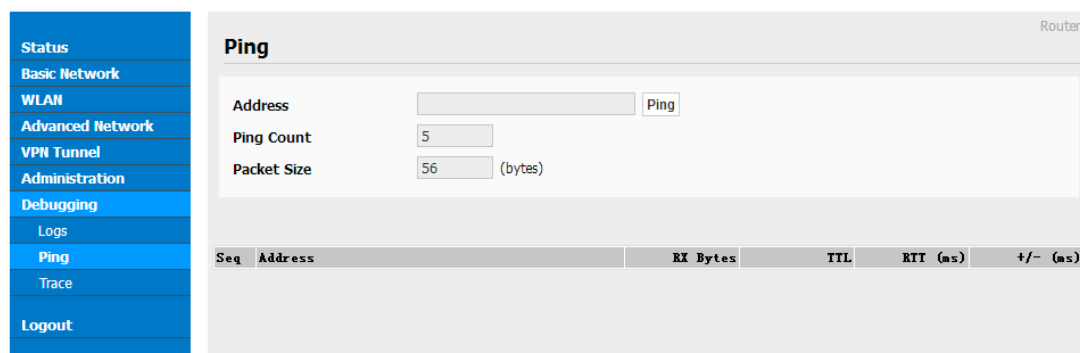 Router
Status
Basic Network
WLAN
Advanced Network
VPN Tunnel
Administration
Debugging
Logs
Ping
Trace
Logout
Ping
Address Ping
Ping Count 5
Packet Size 56 (bytes)
Seq Address RX Bytes TTL RTT (ms) +/- (ms)